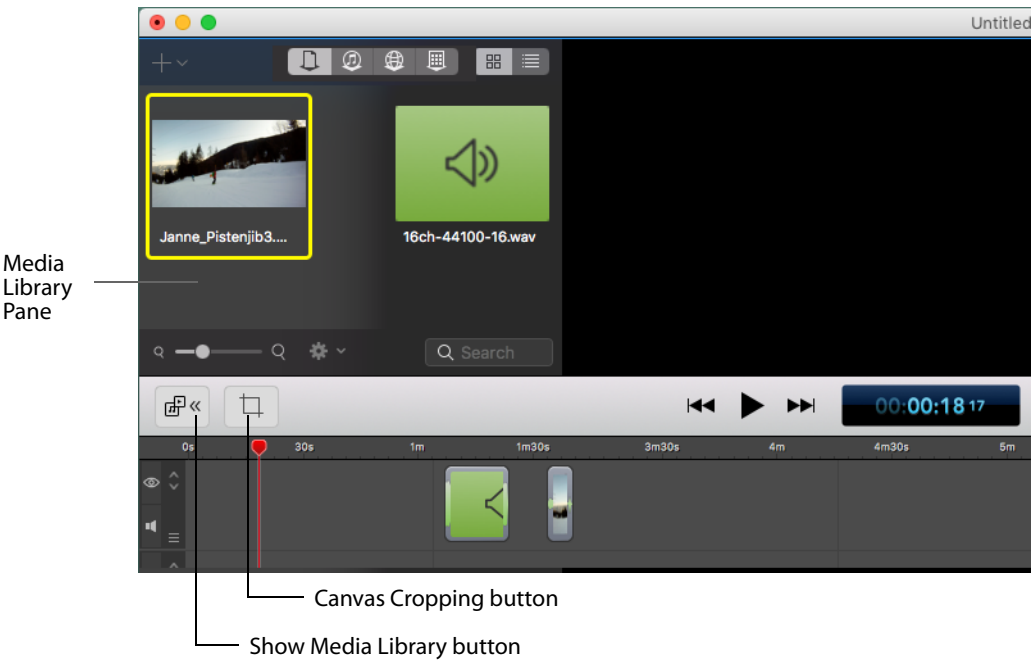 Untitled
Janne_Pistenjib3....
16ch-44100-16.wav
Media
Library
Pane
Search
00:00:18 17
0s
30s
1m
1m30s
3m30s
4m
4m30s
5m
Canvas Cropping button
Show Media Library button